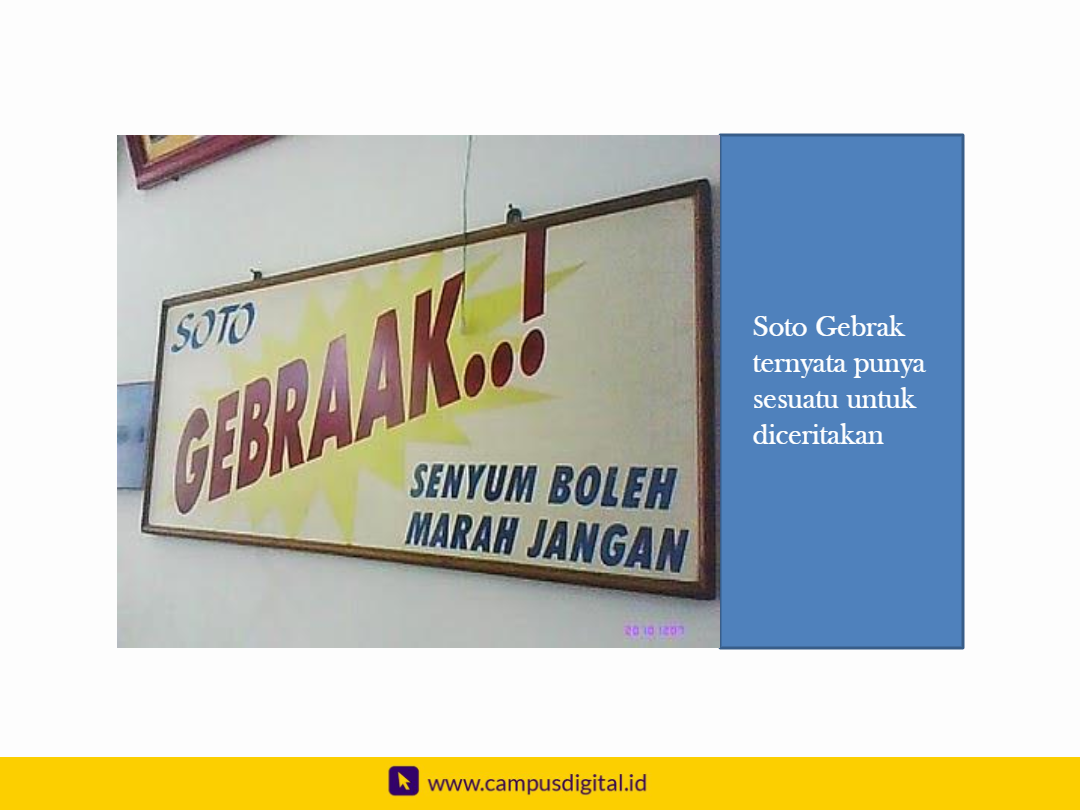 SOTO
GEBRAAK...!
SENYUM BOLEH
MARAH JANGAN
Soto Gebrak
ternyata punya
sesuatu untuk
diceritakan
www.campusdigital.id